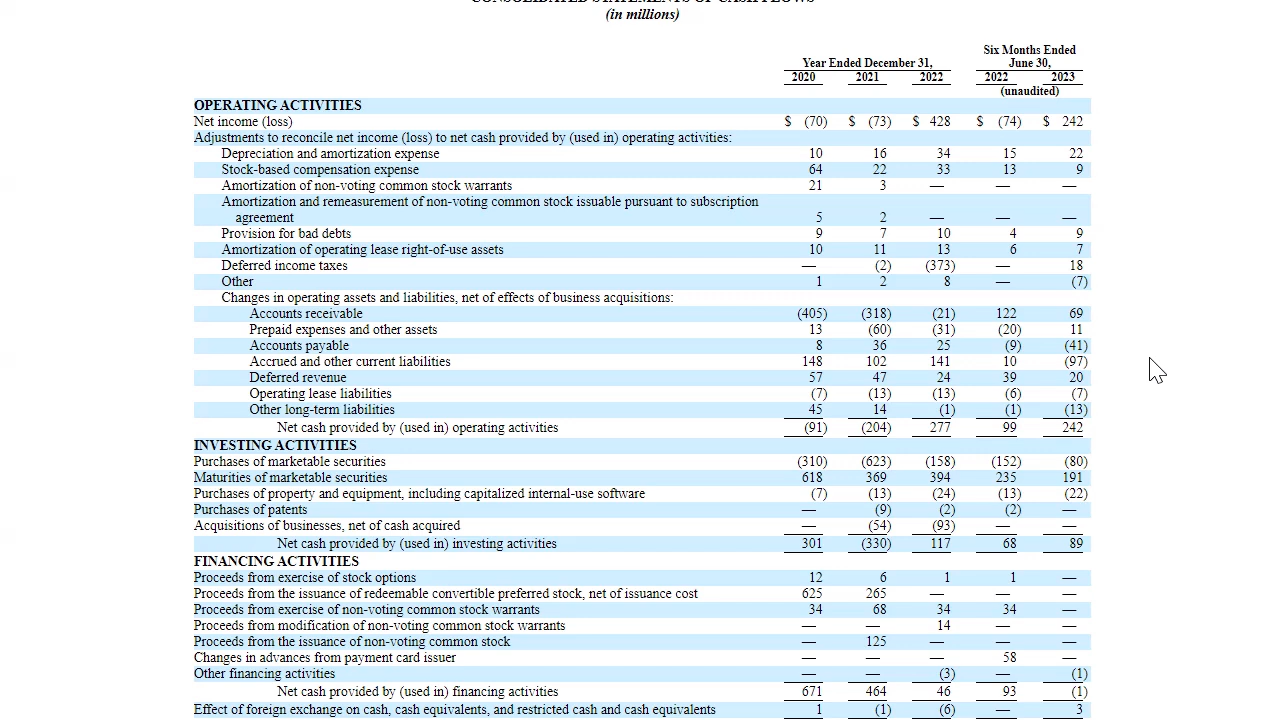 CONSOLIDATED STATEMENTS OF CASH FLOWS
(in millions)
Six Months Ended
Year Ended December 31, June 30,
2020 2021 2022 2022 2023
(unaudited)
OPERATING ACTIVITIES
Net income (loss) $ (70) $ (73) $ 428 $ (74) $ 242
Adjustments to reconcile net income (loss) to net cash provided by (used in) operating activities:
Depreciation and amortization expense 10 16 34 15 22
Stock-based compensation expense 64 22 33 13 9
Amortization of non-voting common stock warrants 21 3 — — —
Amortization and remeasurement of non-voting common stock issuable pursuant to subscription
agreement 5 2 — — —
Provision for bad debts 9 7 10 4 9
Amortization of operating lease right-of-use assets 10 11 13 6 7
Deferred income taxes — (2) (373) — 18
Other 1 2 8 — (7)
Changes in operating assets and liabilities, net of effects of business acquisitions:
Accounts receivable (405) (318) (21) 122 69
Prepaid expenses and other assets 13 (60) (31) (20) 11
Accounts payable 8 36 25 (9) (41)
Accrued and other current liabilities 148 102 141 10 (97)
Deferred revenue 57 47 24 39 20
Operating lease liabilities (7) (13) (13) (6) (7)
Other long-term liabilities 45 14 (1) (1) (13)
Net cash provided by (used in) operating activities (91) (204) 277 99 242
INVESTING ACTIVITIES
Purchases of marketable securities (310) (623) (158) (152) (80)
Maturities of marketable securities 618 369 394 235 191
Purchases of property and equipment, including capitalized internal-use software (7) (13) (24) (13) (22)
Purchases of patents — (9) (2) (2) —
Acquisitions of businesses, net of cash acquired — (54) (93) — —
Net cash provided by (used in) investing activities 301 (330) 117 68 89
FINANCING ACTIVITIES
Proceeds from exercise of stock options 12 6 1 1 —
Proceeds from the issuance of redeemable convertible preferred stock, net of issuance cost 625 265 — — —
Proceeds from exercise of non-voting common stock warrants 34 68 34 34 —
Proceeds from modification of non-voting common stock warrants — — 14 — —
Proceeds from the issuance of non-voting common stock — 125 — — —
Changes in advances from payment card issuer — — — 58 —
Other financing activities — — (3) — (1)
Net cash provided by (used in) financing activities 671 464 46 93 (1)
Effect of foreign exchange on cash, cash equivalents, and restricted cash and cash equivalents 1 (1) (6) — 3